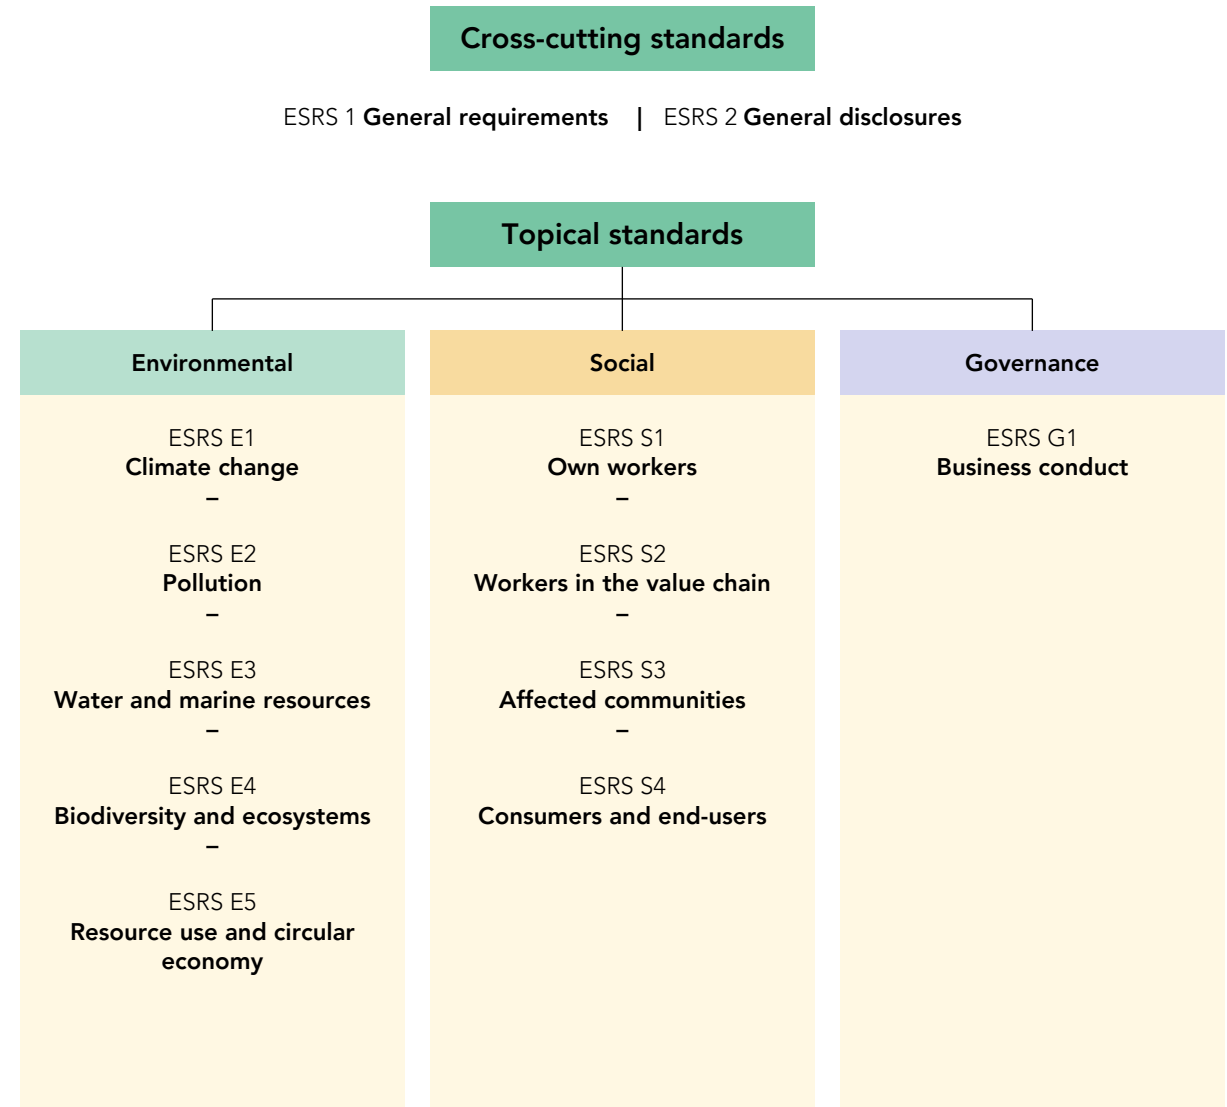 Cross-cutting standards
ESRS 1 General requirements | ESRS 2 General disclosures
Topical standards
Environmental
ESRS E1
Climate change
–
ESRS E2
Pollution
–
ESRS E3
Water and marine resources
–
ESRS E4
Biodiversity and ecosystems
–
ESRS E5
Resource use and circular
economy
Social
ESRS S1
Own workers
–
ESRS S2
Workers in the value chain
–
ESRS S3
Affected communities
–
ESRS S4
Consumers and end-users
Governance
ESRS G1
Business conduct